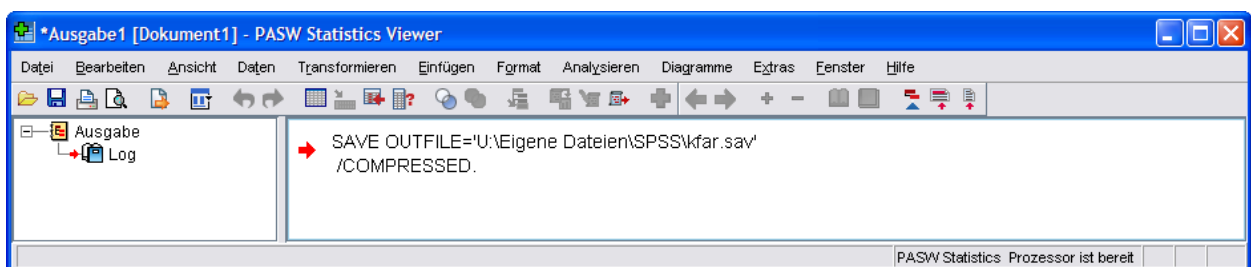 *Ausgabe1 [Dokument1] - PASW Statistics Viewer
Datei Bearbeiten Ansicht Daten Transformieren Einfügen Format Analysieren Diagramme Extras Fenster Hilfe
Ausgabe
Log
SAVE OUTFILE='U:\Eigene Dateien\SPSS\kfar.sav'
/COMPRESSED.
PASW Statistics Prozessor ist bereit